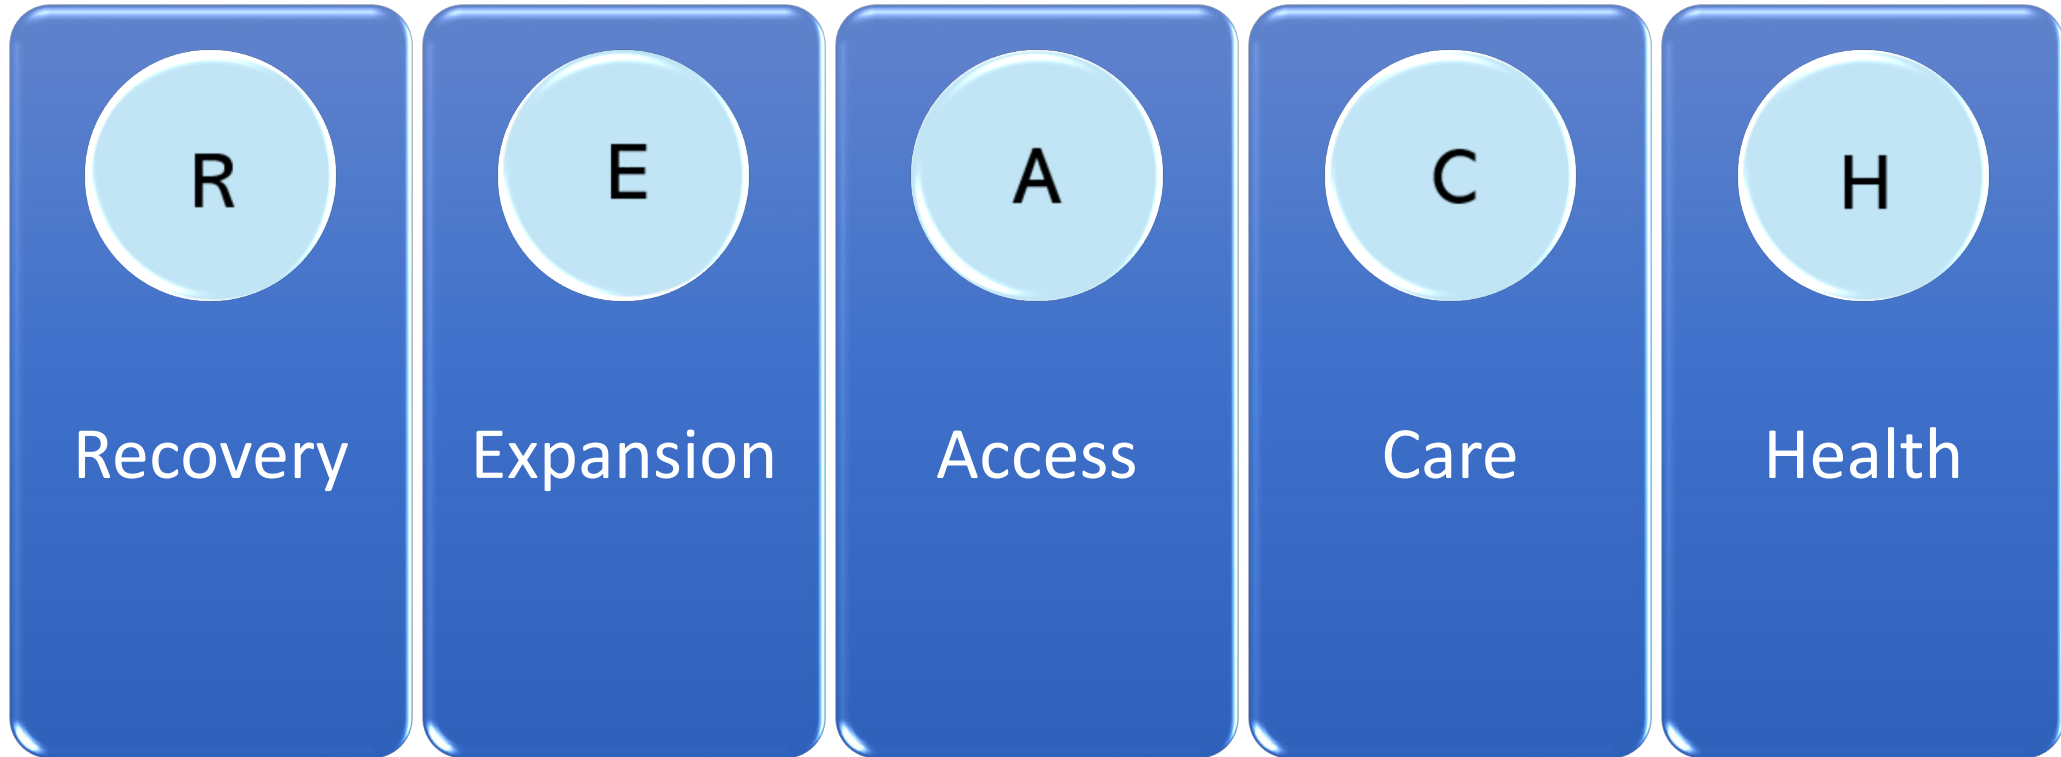 R
E
A
C
H
Recovery
Expansion
Access
Care
Health